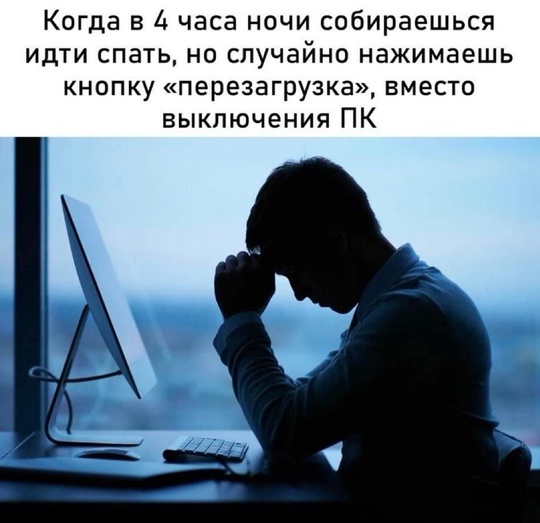 Когда в 4 часа ночи собираешься
идти спать, но случайно нажимаешь
кнопку «перезагрузка», вместо
выключения ПК